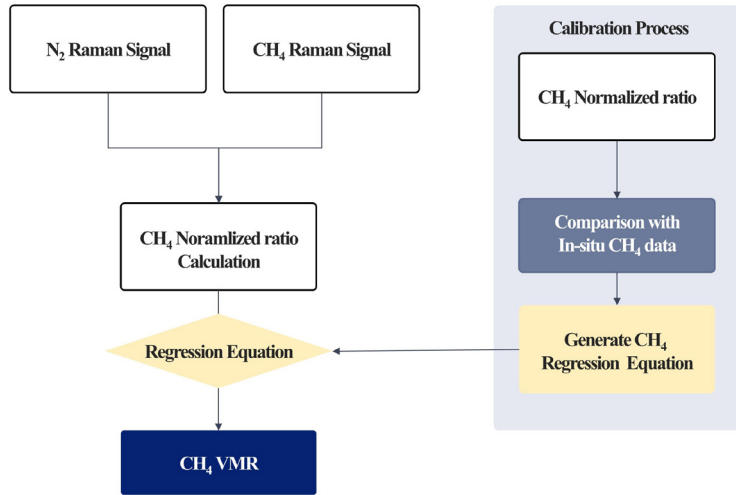 N₂ Raman Signal
CH₄ Raman Signal
CH₄ Noramlized ratio
Calculation
Regression Equation
CH₄ VMR
Calibration Process
CH₄ Normalized ratio
Comparison with
In-situ CH₄ data
Generate CH₄
Regression Equation